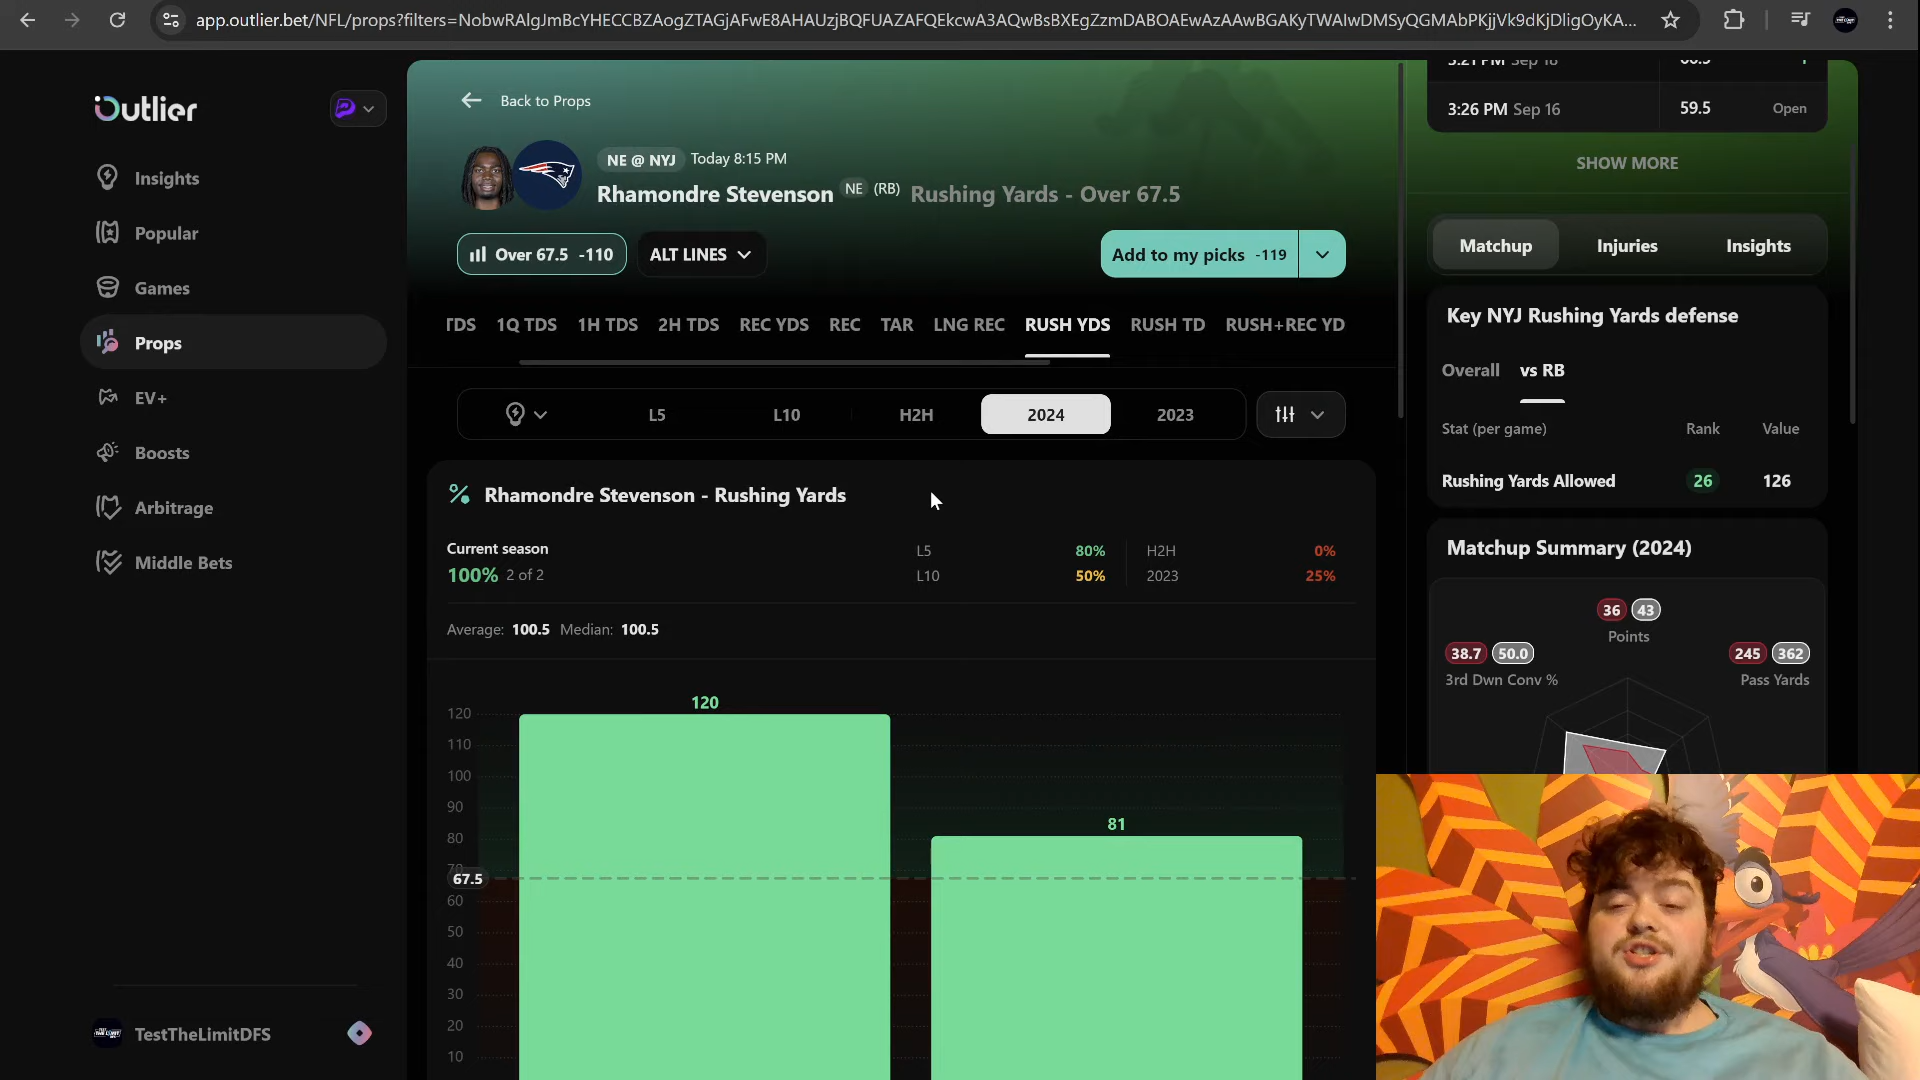 app.outlier.bet/NFL/props?filters=NobwRAlgJmBcYHECCBZAogZTAGjAFwE8AHAUzjBQFUAZAFQEkcwA3AQwBsBXEgZzmDABOAEwAzAAwBGAKyTWAIwDMSyQGMAbPKjjVk9dKjDligOyKA...
Outlier
Insights
Popular
Games
Props
EV+
Boosts
Arbitrage
Middle Bets
TestTheLimitDFS
Back to Props
NE @ NYJ Today 8:15 PM
Rhamondre Stevenson NE (RB) Rushing Yards - Over 67.5
Over 67.5 -110 ALT LINES
Add to my picks -119
TDS 1Q TDS 1H TDS 2H TDS REC YDS REC TAR LNG REC RUSH YDS RUSH TD RUSH+REC YD
L5 L10 H2H 2024 2023
Rhamondre Stevenson - Rushing Yards
Current season
100% 2 of 2
L5 80% H2H 0%
L10 50% 2023 25%
Average: 100.5 Median: 100.5
120
81
120
110
100
90
80
70
67.5
60
50
40
30
20
10
3:21 PM Sep 18 66.5
3:26 PM Sep 16 59.5 Open
SHOW MORE
Matchup Injuries Insights
Key NYJ Rushing Yards defense
Overall vs RB
Stat (per game) Rank Value
Rushing Yards Allowed 26 126
Matchup Summary (2024)
36 43
Points
38.7 50.0
3rd Dwn Conv %
245 362
Pass Yards